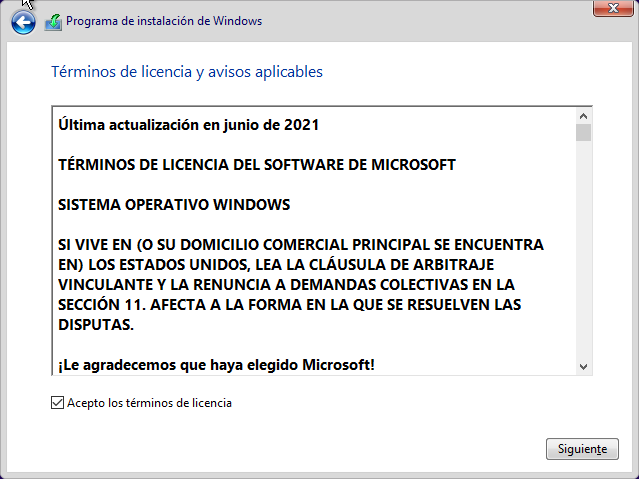 Programa de instalación de Windows
Términos de licencia y avisos aplicables
Última actualización en junio de 2021
TÉRMINOS DE LICENCIA DEL SOFTWARE DE MICROSOFT
SISTEMA OPERATIVO WINDOWS
SI VIVE EN (O SU DOMICILIO COMERCIAL PRINCIPAL SE ENCUENTRA
EN) LOS ESTADOS UNIDOS, LEA LA CLÁUSULA DE ARBITRAJE
VINCULANTE Y LA RENUNCIA A DEMANDAS COLECTIVAS EN LA
SECCIÓN 11. AFECTA A LA FORMA EN LA QUE SE RESUELVEN LAS
DISPUTAS.
¡Le agradecemos que haya elegido Microsoft!
Acepto los términos de licencia
Siguiente